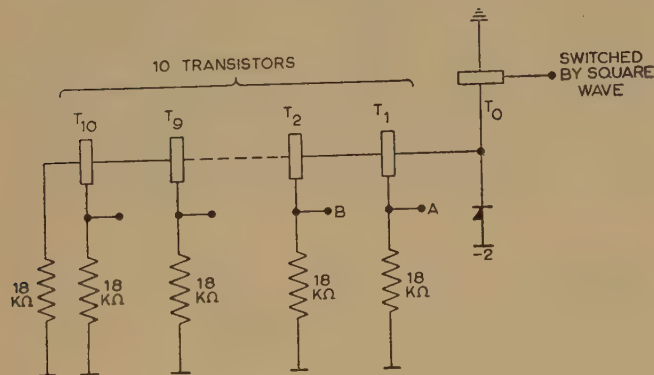 10 TRANSISTORS
SWITCHED
BY SQUARE
WAVE
T10
T9
T2
T1
T0
B
A
-2
18
KΩ
18
KΩ
18
KΩ
18
KΩ
18
KΩ